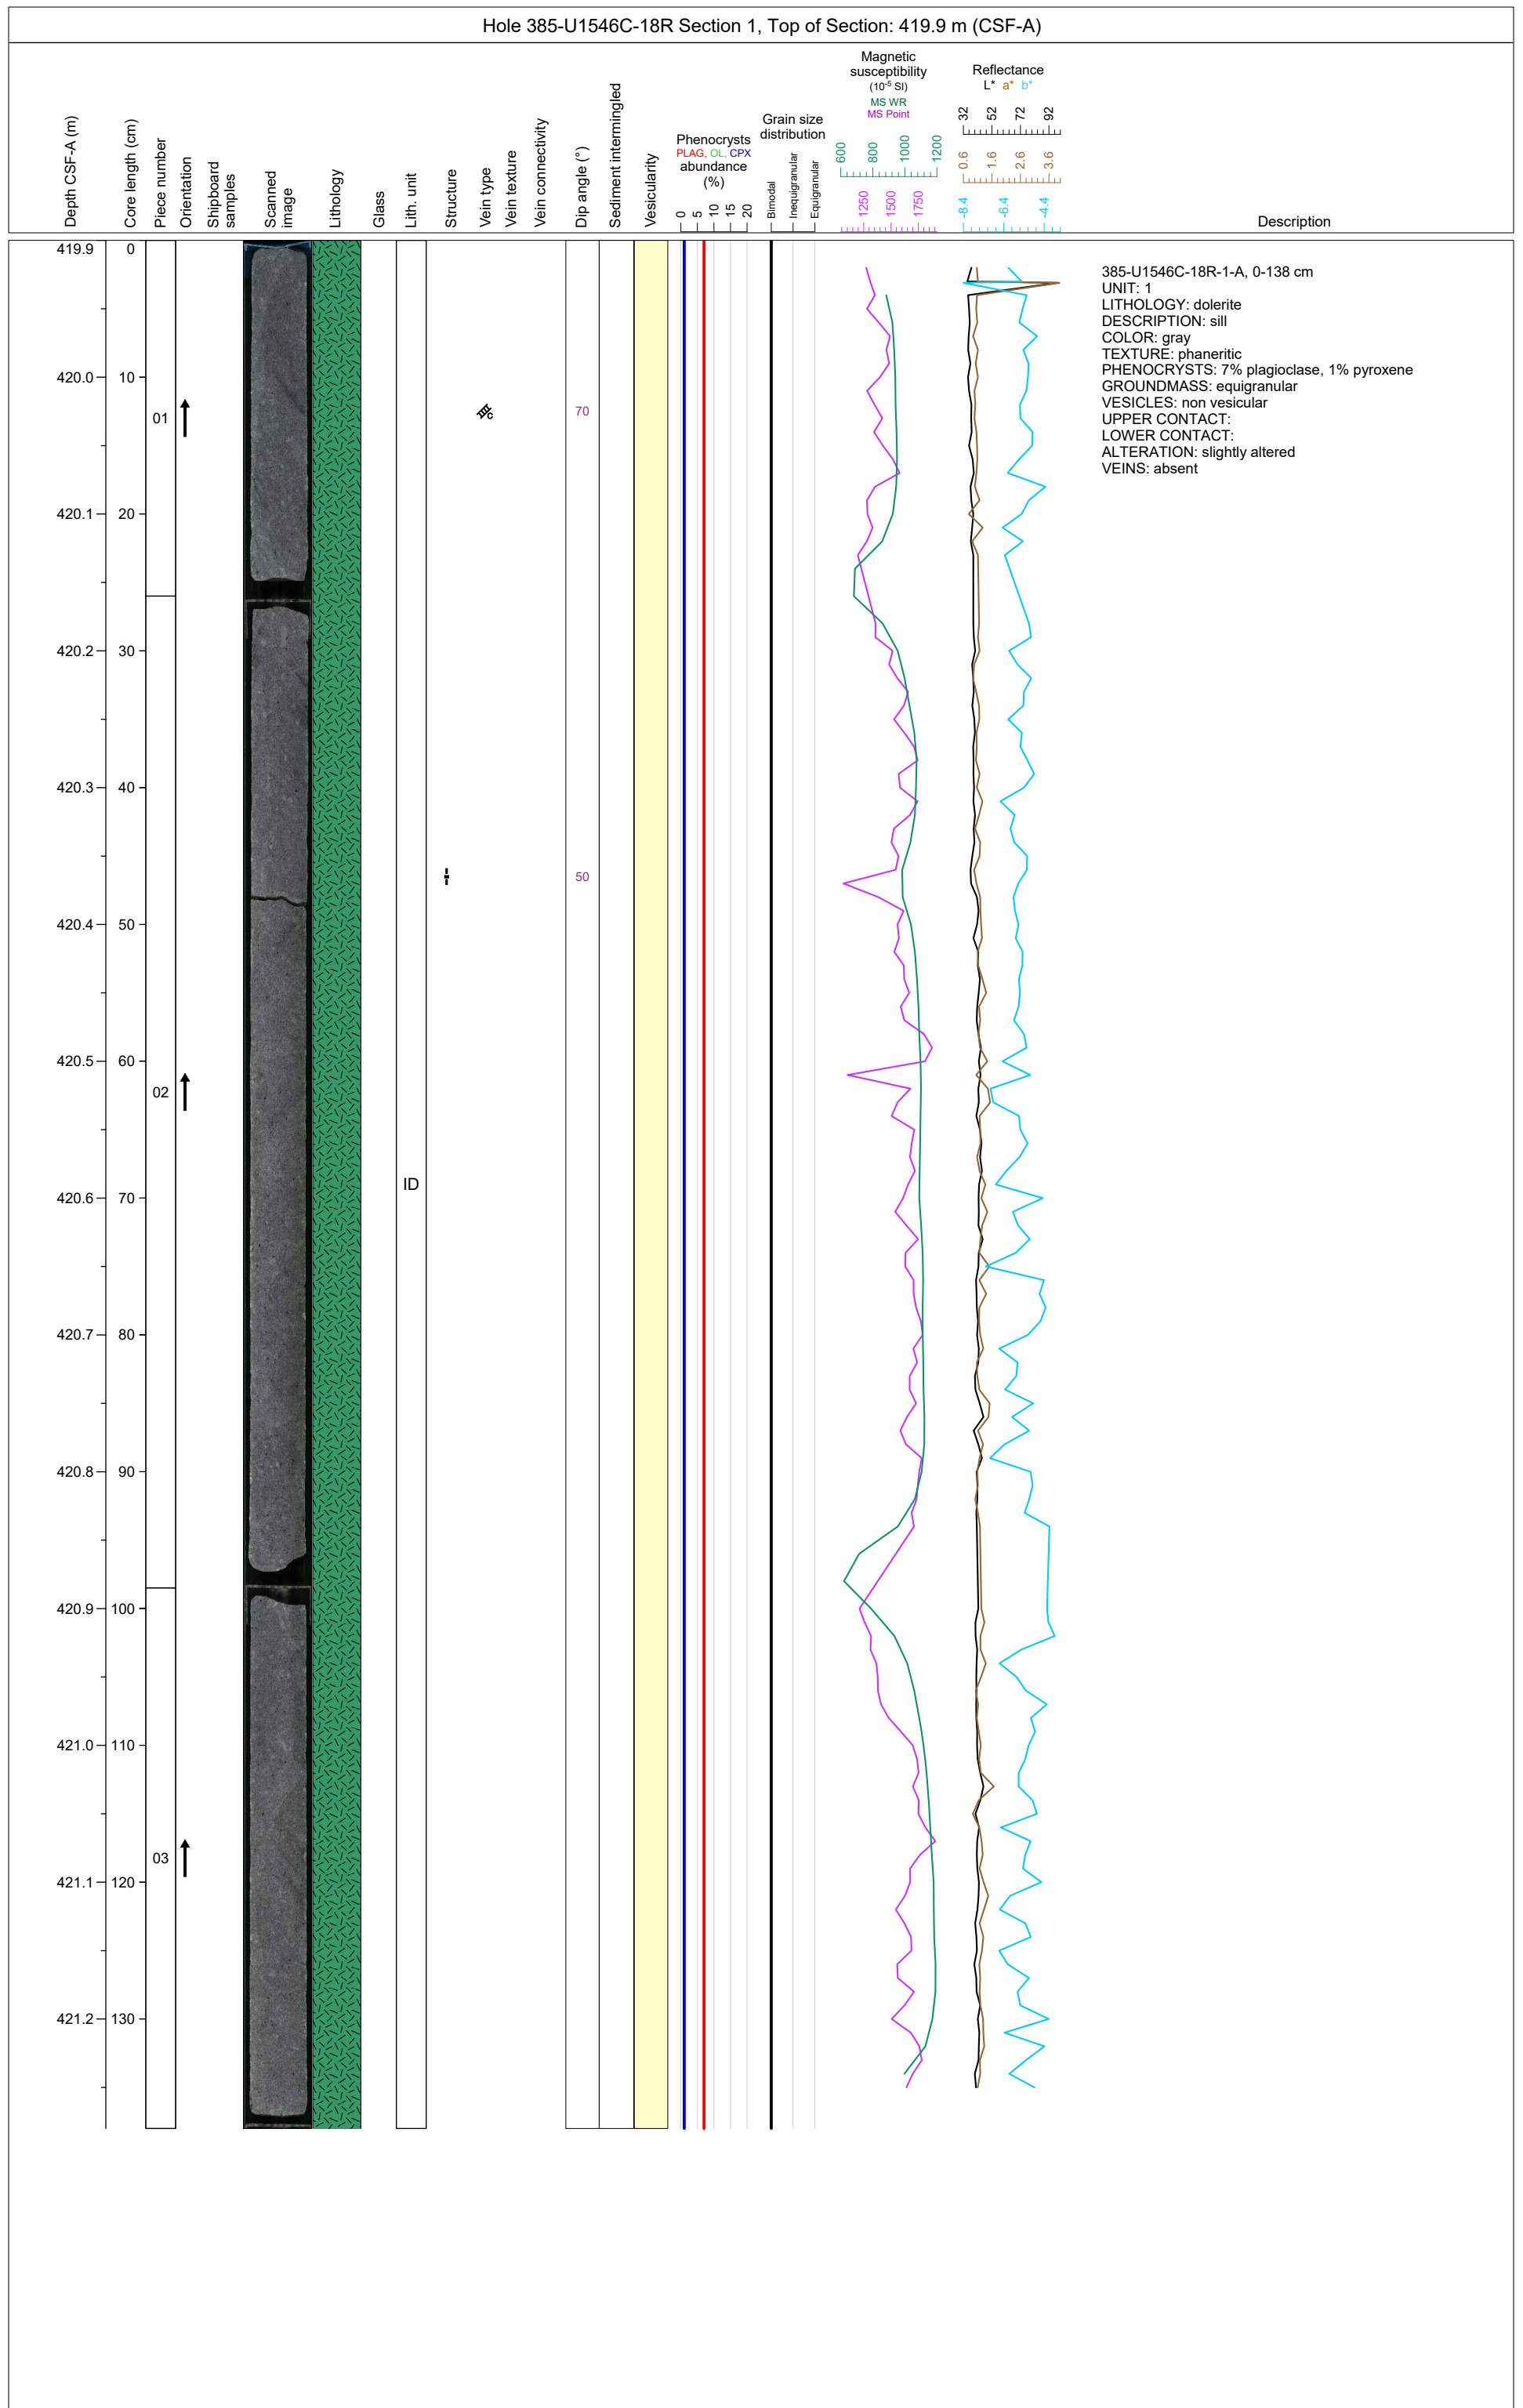 Hole 385-U1546C-18R Section 1, Top of Section: 419.9 m (CSF-A)
Depth CSF-A (m)
Core length (cm)
Piece number
Orientation
Shipboard
samples
Scanned
image
Lithology
Glass
Lith. unit
Structure
Vein type
Vein texture
Vein connectivity
Dip angle (°)
Sediment intermingled
Vesicularity
Phenocrysts
PLAG, OL, CPX
abundance
(%)
0 5 10 15 20
Grain size
distribution
Bimodal
Inequigranular
Equigranular
Magnetic
susceptibility
(10-5 SI)
MS WR
MS Point
600 800 1000 1200
1250 1500 1750
Reflectance
L* a* b*
32 52 72 92
0.6 1.6 2.6 3.6
-8.4 -6.4 -4.4
Description
419.9 0
420.0 10
420.1 20
420.2 30
420.3 40
420.4 50
420.5 60
420.6 70
420.7 80
420.8 90
420.9 100
421.0 110
421.1 120
421.2 130
01
02
03
ID
c
70
50
385-U1546C-18R-1-A, 0-138 cm
UNIT: 1
LITHOLOGY: dolerite
DESCRIPTION: sill
COLOR: gray
TEXTURE: phaneritic
PHENOCRYSTS: 7% plagioclase, 1% pyroxene
GROUNDMASS: equigranular
VESICLES: non vesicular
UPPER CONTACT:
LOWER CONTACT:
ALTERATION: slightly altered
VEINS: absent